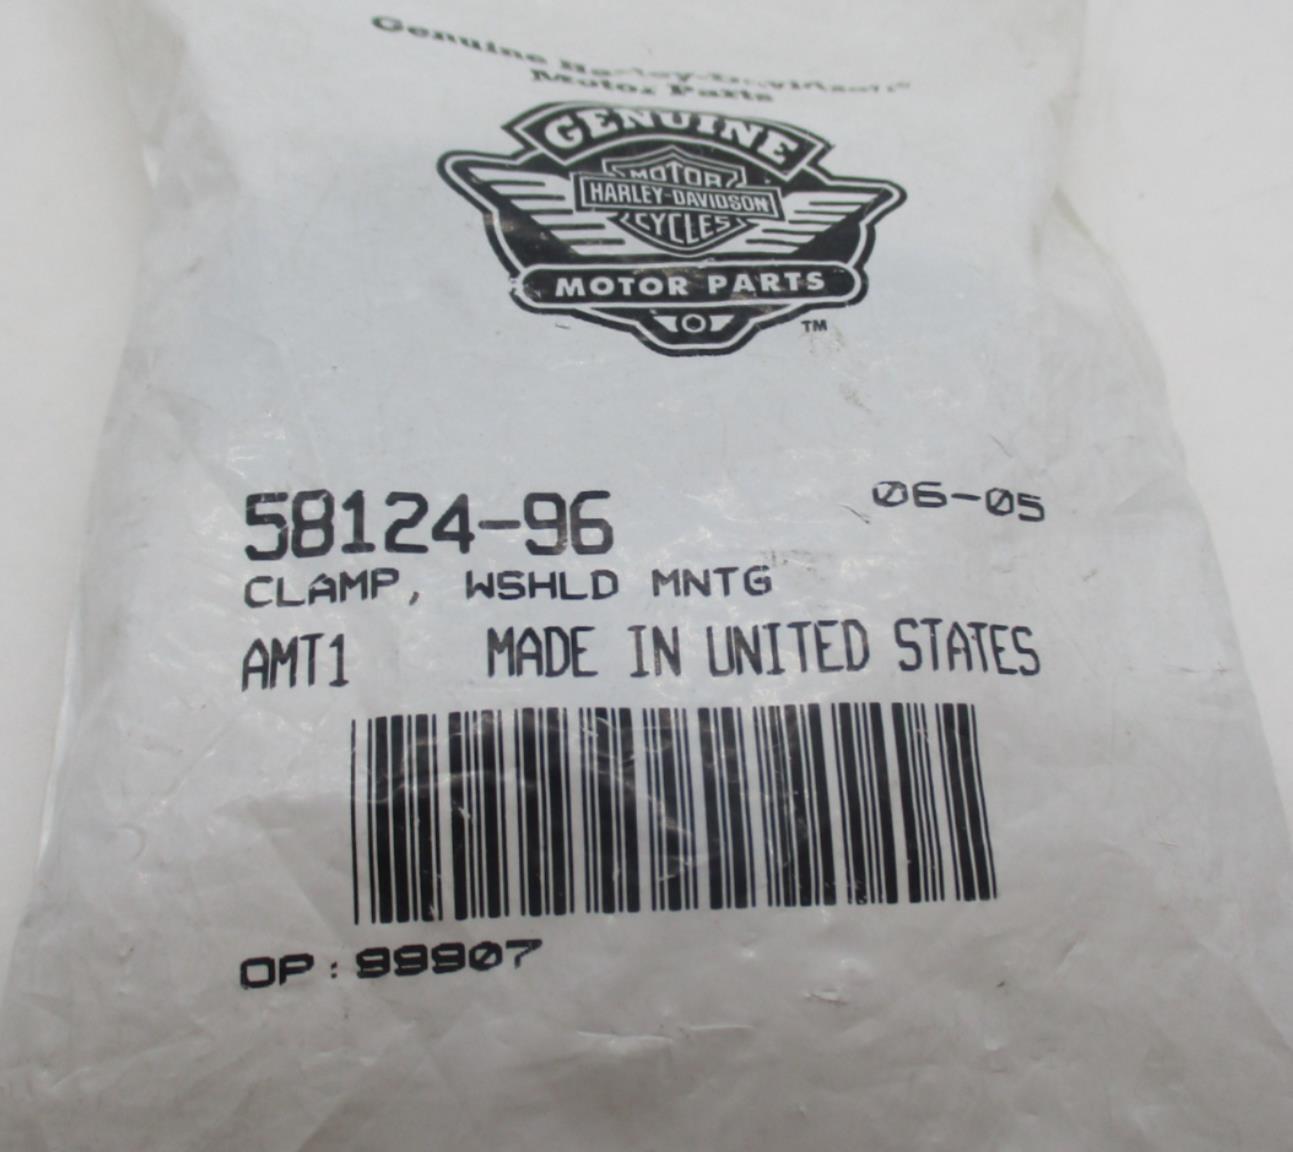 Genuine Harley-Davidson®
Motor Parts
GENUINE
MOTOR
HARLEY-DAVIDSON
CYCLES
MOTOR PARTS
TM
58124-96
06-05
CLAMP, WSHLD MNTG
AMT1 MADE IN UNITED STATES
OP: 99907